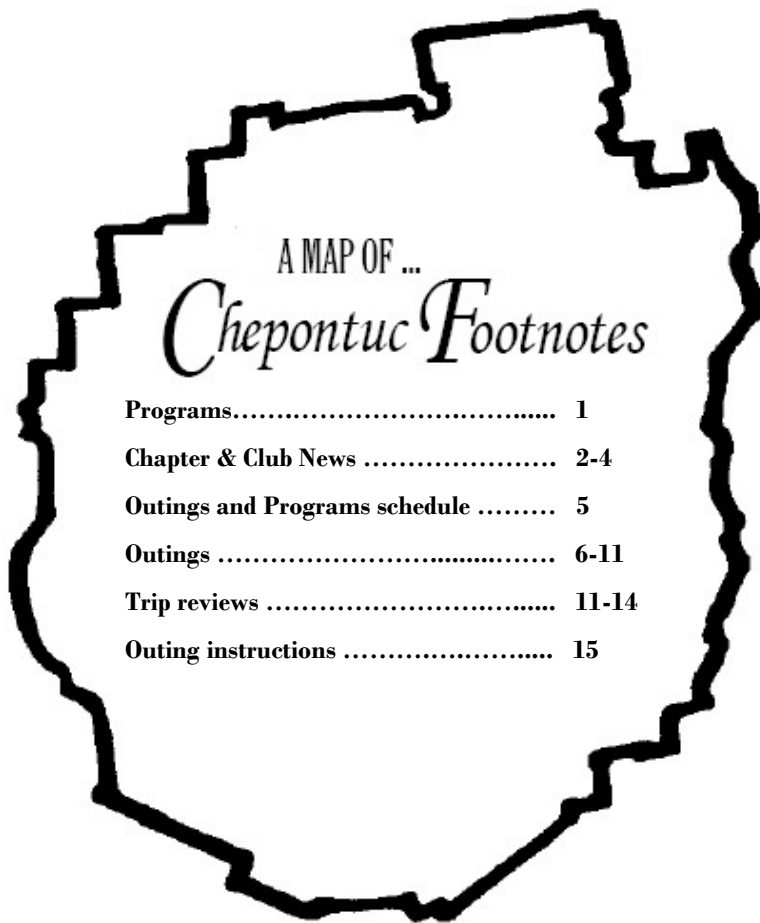 A MAP OF ...
Chepontuc Footnotes
Programs…….………………….……...... 1
Chapter & Club News …………………. 2-4
Outings and Programs schedule ……… 5
Outings …………………….........……. 6-11
Trip reviews …………………….…...... 11-14
Outing instructions ……….….……..... 15